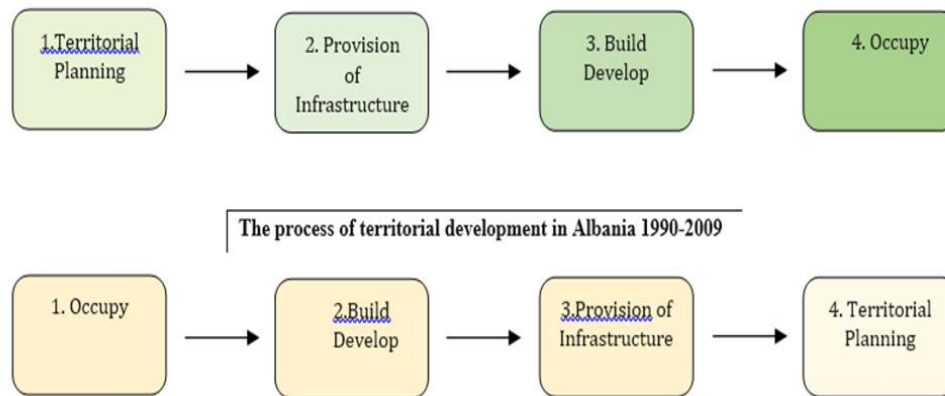 1.Territorial
Planning
2. Provision
of
Infrastructure
3. Build
Develop
4. Occupy
The process of territorial development in Albania 1990-2009
1. Occupy
2.Build
Develop
3.Provision of
Infrastructure
4. Territorial
Planning